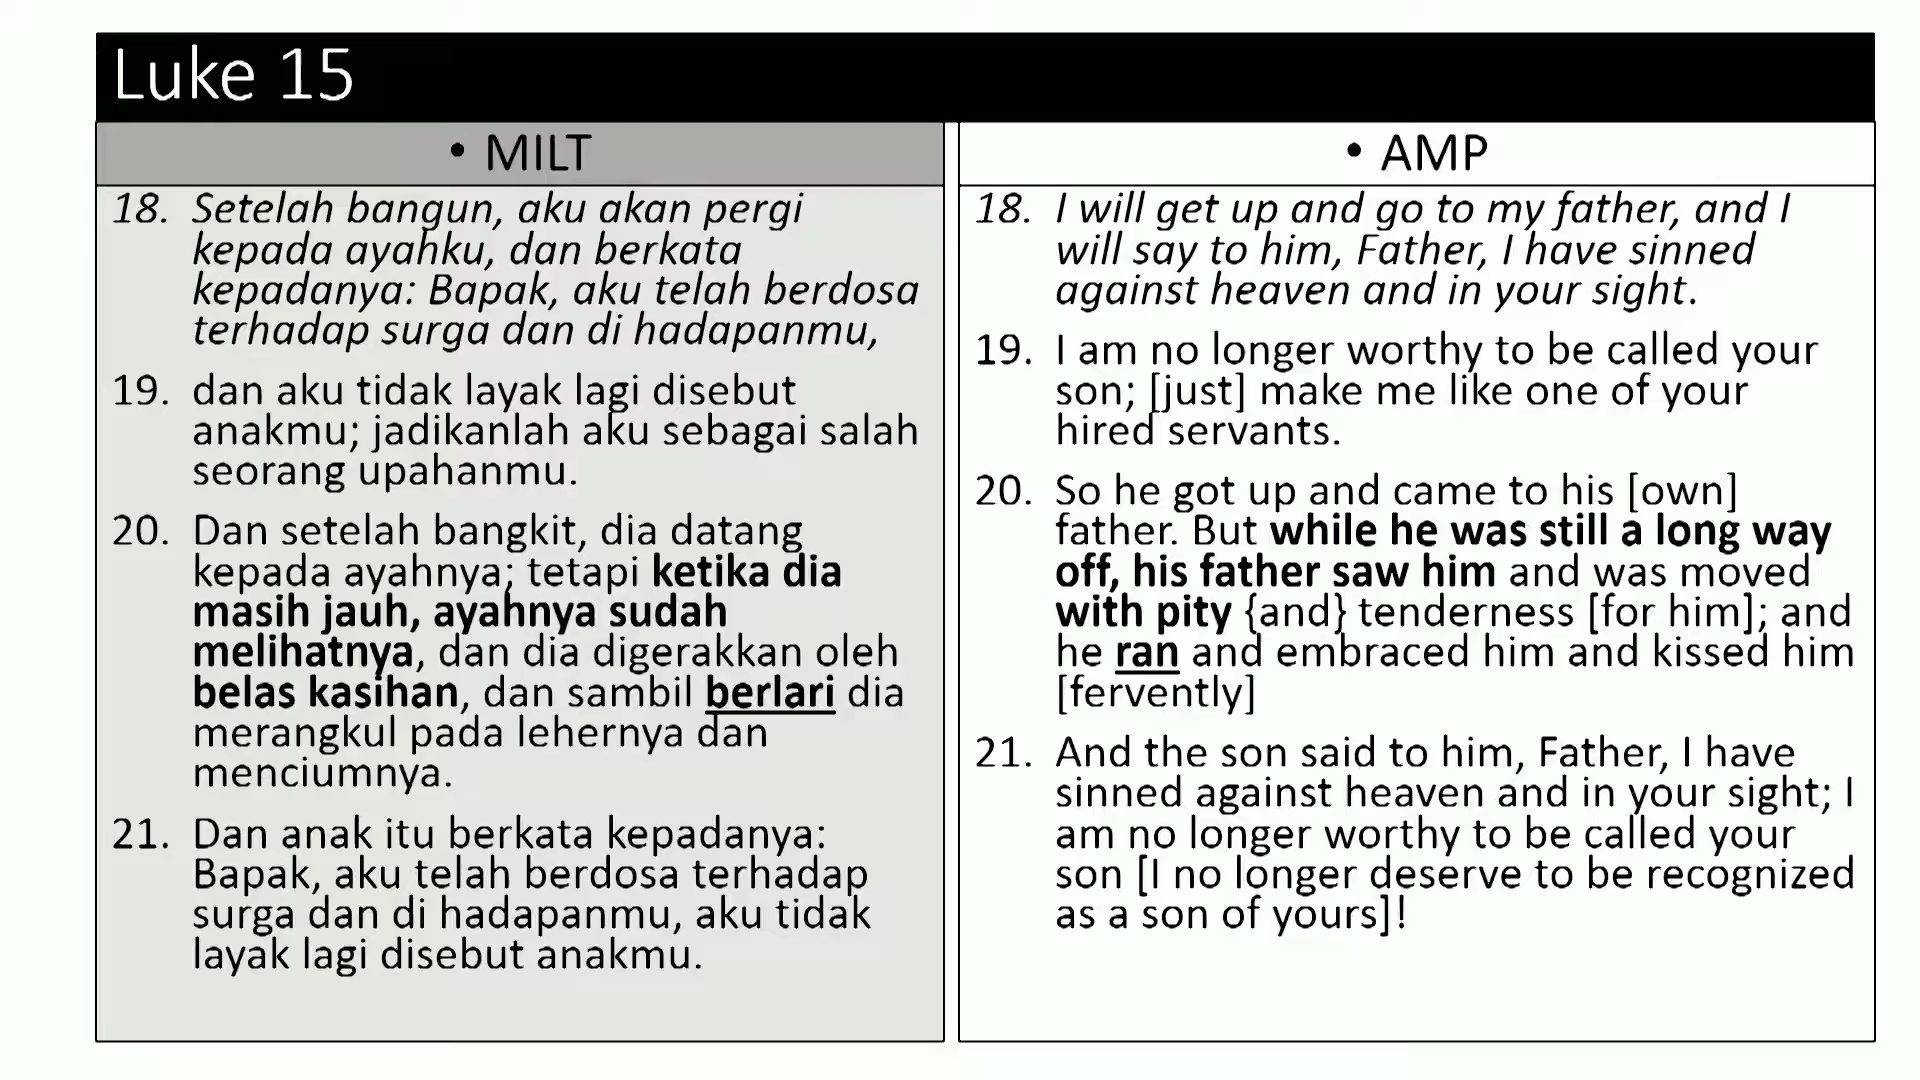 Luke 15
• MILT
18. Setelah bangun, aku akan pergi
kepada ayahku, dan berkata
kepadanya: Bapak, aku telah berdosa
terhadap surga dan di hadapanmu,
19. dan aku tidak layak lagi disebut
anakmu; jadikanlah aku sebagai salah
seorang upahanmu.
20. Dan setelah bangkit, dia datang
kepada ayahnya; tetapi ketika dia
masih jauh, ayahnya sudah
melihatnya, dan dia digerakkan oleh
belas kasihan, dan sambil berlari dia
merangkul pada lehernya dan
menciumnya.
21. Dan anak itu berkata kepadanya:
Bapak, aku telah berdosa terhadap
surga dan di hadapanmu, aku tidak
layak lagi disebut anakmu.
• AMP
18. I will get up and go to my father, and I
will say to him, Father, I have sinned
against heaven and in your sight.
19. I am no longer worthy to be called your
son; [just] make me like one of your
hired servants.
20. So he got up and came to his [own]
father. But while he was still a long way
off, his father saw him and was moved
with pity {and} tenderness [for him]; and
he ran and embraced him and kissed him
[fervently]
21. And the son said to him, Father, I have
sinned against heaven and in your sight; I
am no longer worthy to be called your
son [I no longer deserve to be recognized
as a son of yours]!